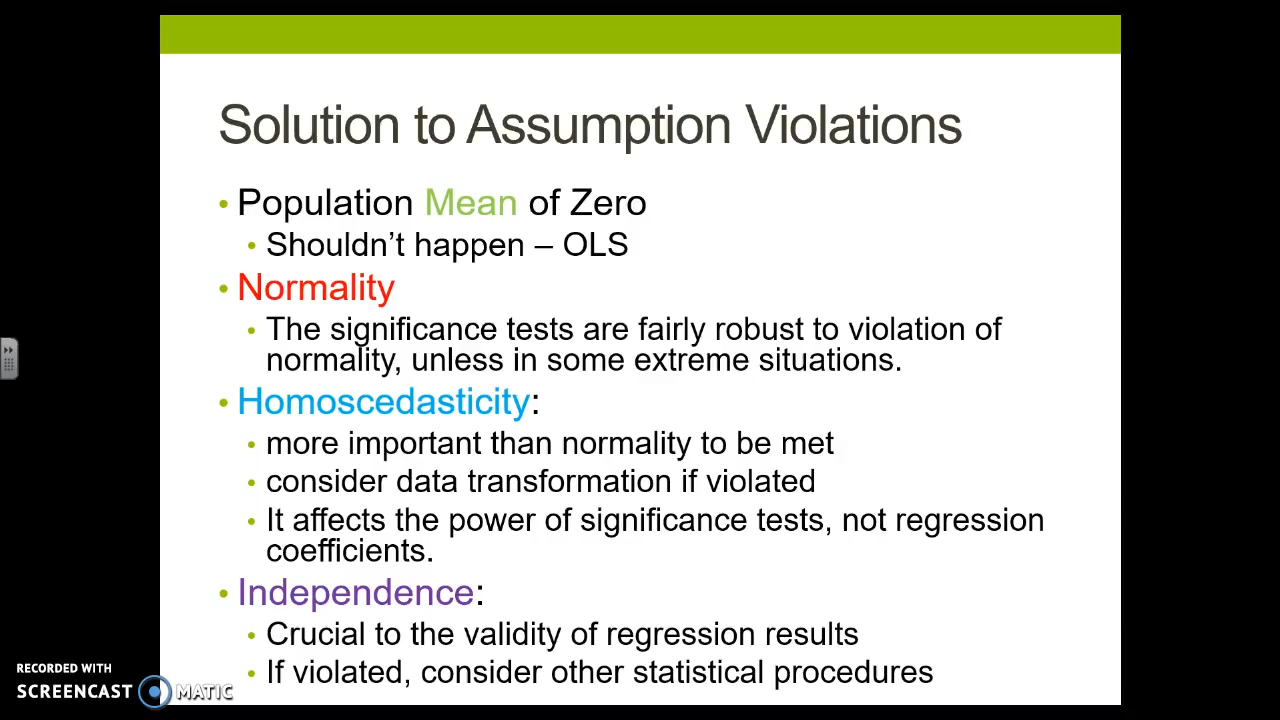 Solution to Assumption Violations
• Population Mean of Zero
• Shouldn’t happen – OLS
• Normality
• The significance tests are fairly robust to violation of
normality, unless in some extreme situations.
• Homoscedasticity:
• more important than normality to be met
• consider data transformation if violated
• It affects the power of significance tests, not regression
coefficients.
• Independence:
• Crucial to the validity of regression results
• If violated, consider other statistical procedures
RECORDED WITH
SCREENCAST MATIC